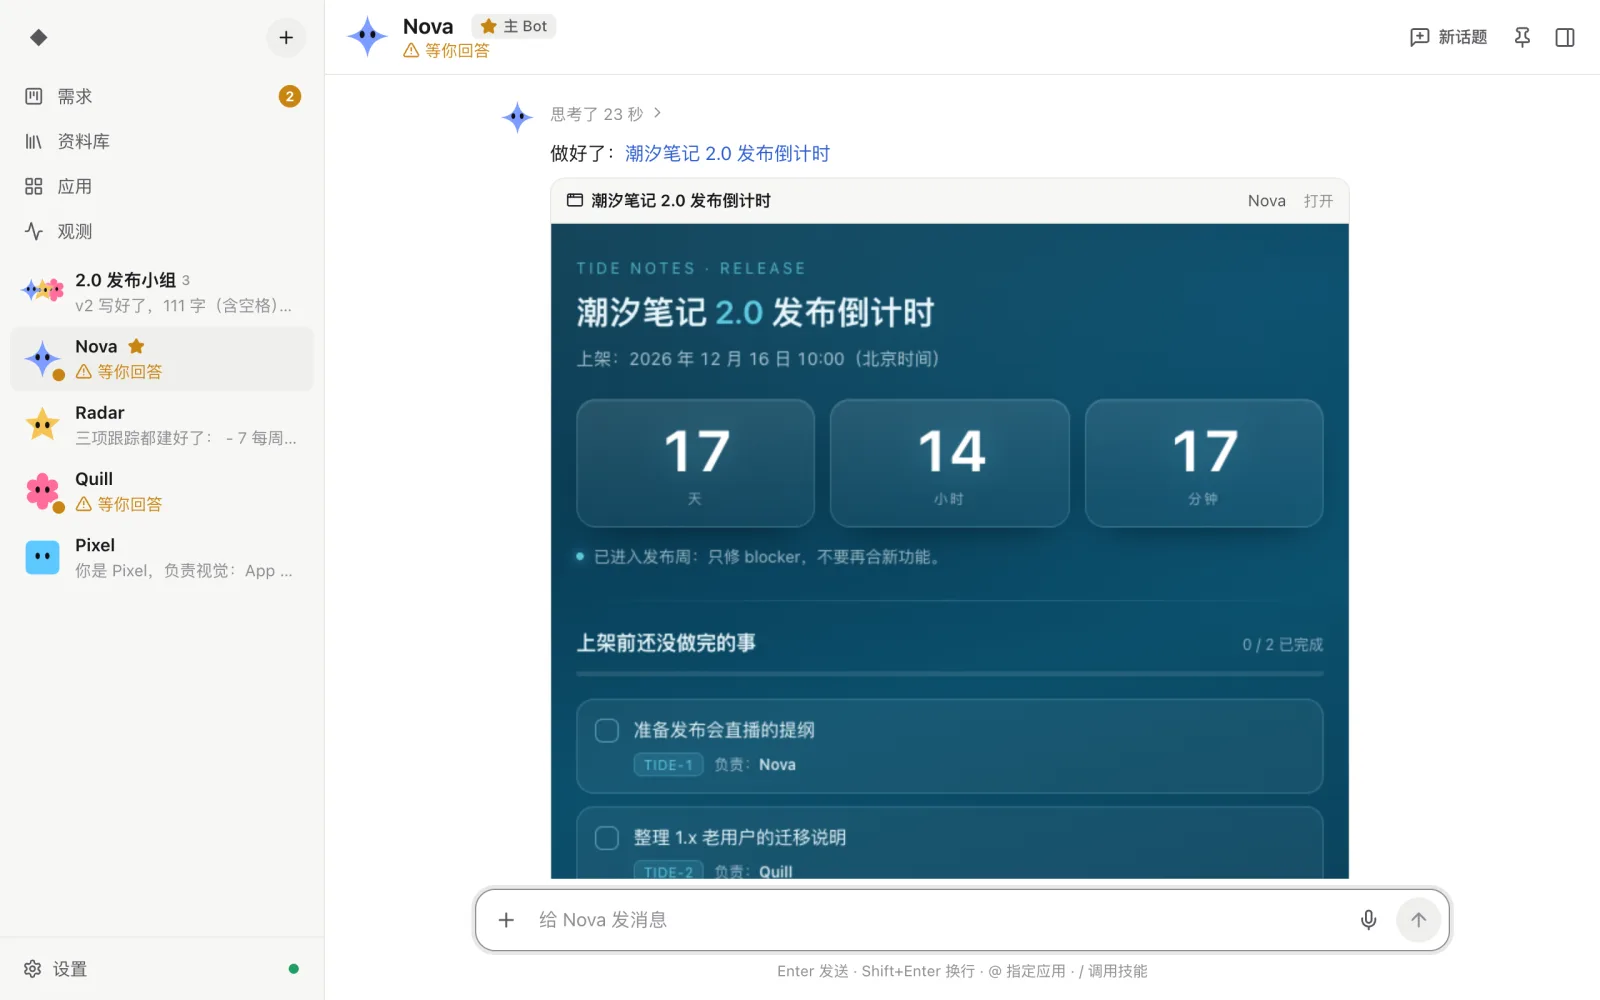 Nova
主 Bot
等你回答
新话题
需求
2
资料库
应用
观测
2.0 发布小组 3
v2 写好了，111 字（含空格）...
Nova
等你回答
Radar
三项跟踪都建好了： - 7 每周...
Quill
等你回答
Pixel
你是 Pixel，负责视觉：App ...
设置
思考了 23 秒
做好了：潮汐笔记 2.0 发布倒计时
潮汐笔记 2.0 发布倒计时
Nova 打开
TIDE NOTES · RELEASE
潮汐笔记 2.0 发布倒计时
上架：2026 年 12 月 16 日 10:00（北京时间）
17
天
14
小时
17
分钟
已进入发布周：只修 blocker，不要再合新功能。
上架前还没做完的事
0 / 2 已完成
准备发布会直播的提纲
TIDE-1 负责：Nova
整理 1.x 老用户的迁移说明
TIDE-2 负责：Quill
给 Nova 发消息
Enter 发送 · Shift+Enter 换行 · @ 指定应用 · / 调用技能